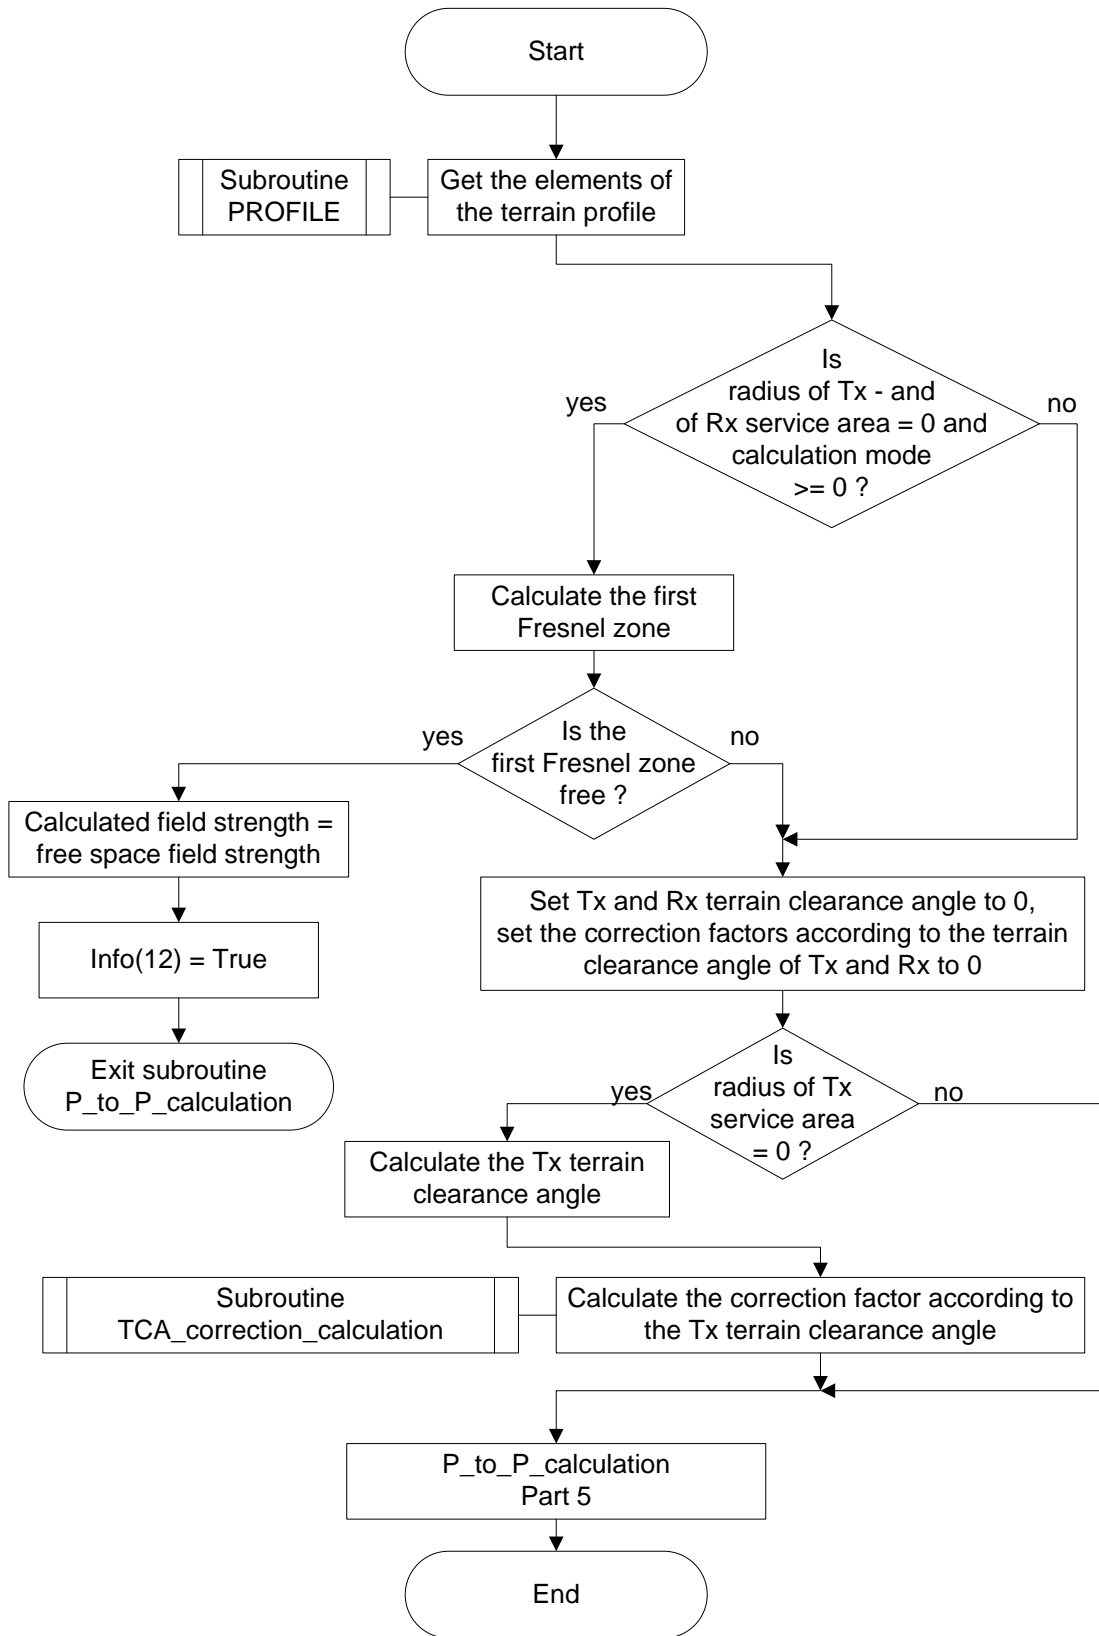 Start
Subroutine
PROFILE
Get the elements of
the terrain profile
Is
radius of Tx - and
of Rx service area = 0 and
calculation mode
>= 0 ?
yes
no
Calculate the first
Fresnel zone
Is the
first Fresnel zone
free ?
yes
no
Calculated field strength =
free space field strength
Info(12) = True
Exit subroutine
P_to_P_calculation
Set Tx and Rx terrain clearance angle to 0,
set the correction factors according to the terrain
clearance angle of Tx and Rx to 0
Is
radius of Tx
service area
= 0 ?
yes
no
Calculate the Tx terrain
clearance angle
Subroutine
TCA_correction_calculation
Calculate the correction factor according to
the Tx terrain clearance angle
P_to_P_calculation
Part 5
End